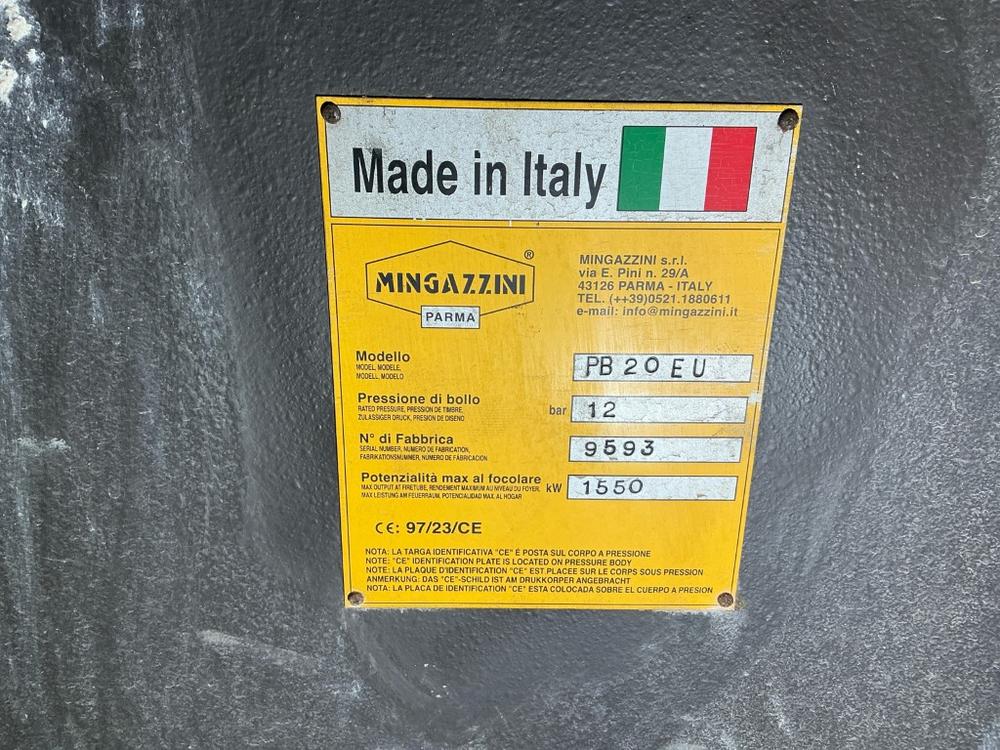 Made in Italy
MINGAZZINI ®
PARMA
MINGAZZINI s.r.l.
via E. Pini n. 29/A
43126 PARMA - ITALY
TEL. (++39)0521.1880611
e-mail: info@mingazzini.it
Modello
MODEL, MODELE,
MODELL, MODELO
PB 20 EU
Pressione di bollo
RATED PRESSURE, PRESSION DE TIMBRE,
ZULASSIGER DRUCK, PRESION DE DISENO
bar 12
N° di Fabbrica
SERIAL NUMBER, NUMERO DE FABRICATION,
FABRIKATIONSNUMMER, NUMERO DE FÁBRICACION
9593
Potenzialità max al focolare
MAX OUTPUT AT FIRETUBE, RENDEMENT MAXIMUM AU NIVEAU DU FOYER,
MAX LEISTUNG AM FEUERRAUM, POTENCIALIDAD MAX. AL HOGAR
kW 1550
CE: 97/23/CE
NOTA: LA TARGA IDENTIFICATIVA "CE" É POSTA SUL CORPO A PRESSIONE
NOTE: "CE" IDENTIFICATION PLATE IS LOCATED ON PRESSURE BODY
NOTE: LA PLAQUE D'IDENTIFICATION "CE" EST PLACEE SUR LE CORPS SOUS PRESSION
ANMERKUNG: DAS "CE"-SCHILD IST AM DRUKKORPER ANGEBRACHT
NOTA: LA PLACA DE IDENTIFICATION "CE" ESTA COLOCADA SOBRE EL CUERPO A PRESION